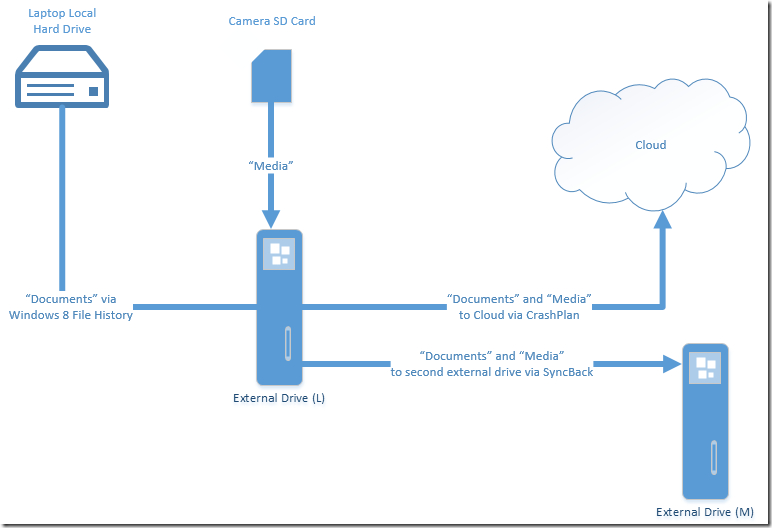 Laptop Local
Hard Drive
Camera SD Card
Cloud
“Media”
“Documents” via
Windows 8 File History
“Documents” and “Media”
to Cloud via CrashPlan
“Documents” and “Media”
to second external drive via SyncBack
External Drive (L)
External Drive (M)